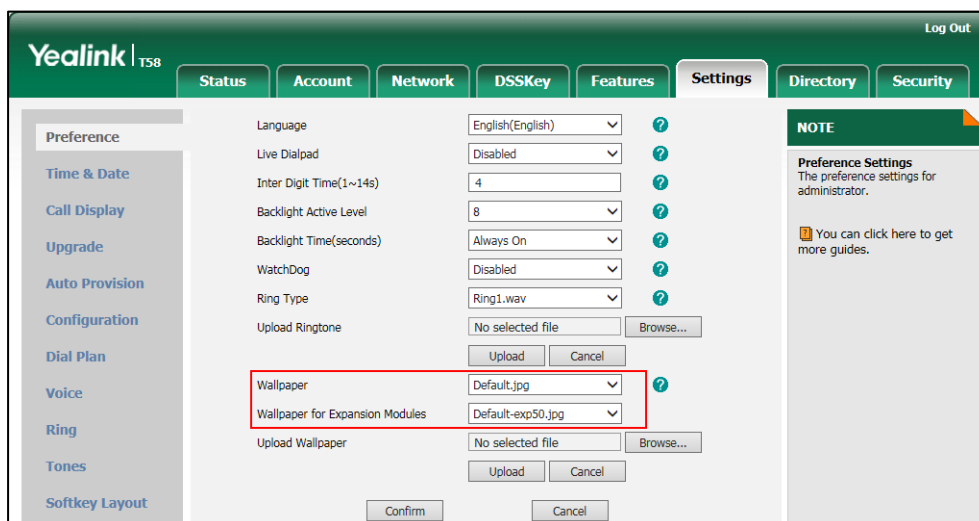 Log Out
Yealink T58
Status Account Network DSSKey Features Settings Directory Security
Preference
Time & Date
Call Display
Upgrade
Auto Provision
Configuration
Dial Plan
Voice
Ring
Tones
Softkey Layout
Language English(English) ?
Live Dialpad Disabled ?
Inter Digit Time(1~14s) 4 ?
Backlight Active Level 8 ?
Backlight Time(seconds) Always On ?
WatchDog Disabled ?
Ring Type Ring1.wav ?
Upload Ringtone No selected file Browse...
Upload Cancel
Wallpaper Default.jpg ?
Wallpaper for Expansion Modules Default-exp50.jpg
Upload Wallpaper No selected file Browse...
Upload Cancel
Confirm Cancel
NOTE
Preference Settings
The preference settings for
administrator.
? You can click here to get
more guides.